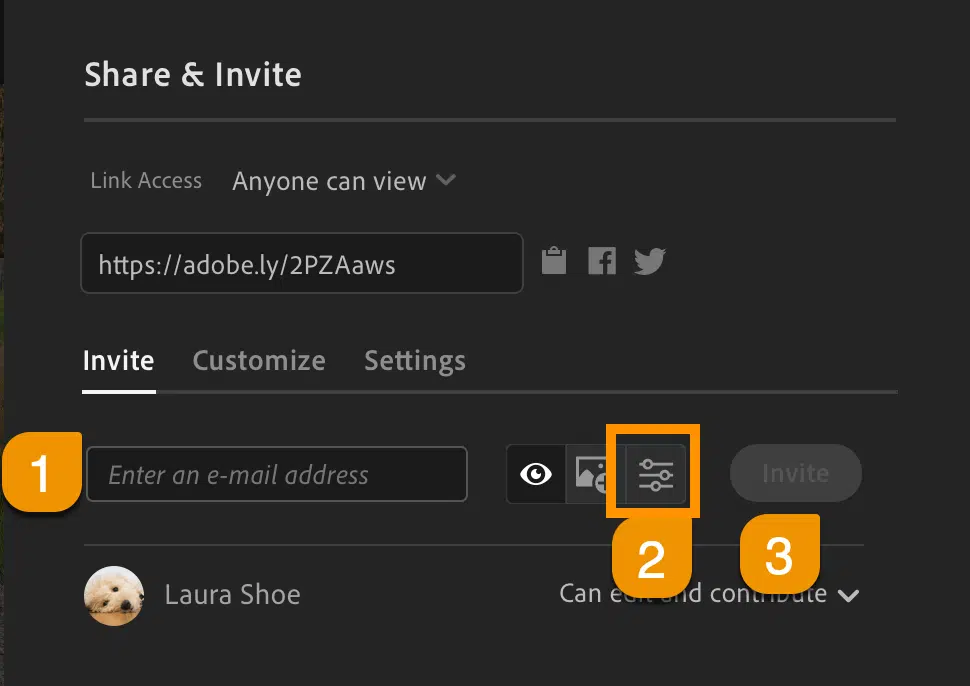 Share & Invite
Link Access Anyone can view
https://adobe.ly/2PZAaws
Invite Customize Settings
1 Enter an e-mail address Invite
2 3
Laura Shoe Can edit and contribute